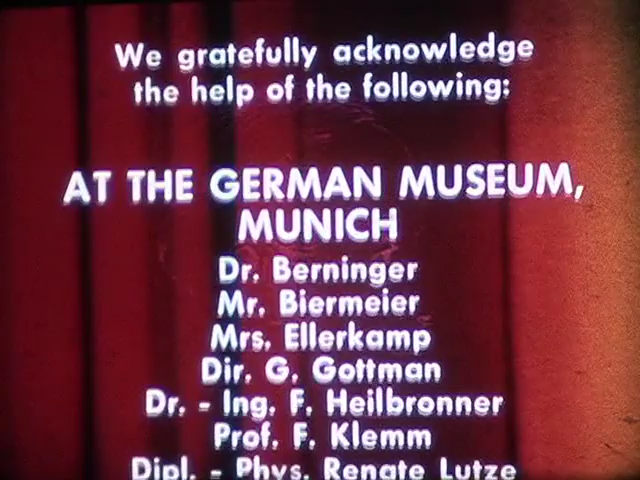 We gratefully acknowledge
the help of the following:
AT THE GERMAN MUSEUM,
MUNICH
Dr. Berninger
Mr. Biermeier
Mrs. Ellerkamp
Dir. G. Gottman
Dr. - Ing. F. Heilbronner
Prof. F. Klemm
Dipl. - Phys. Renate Lutze